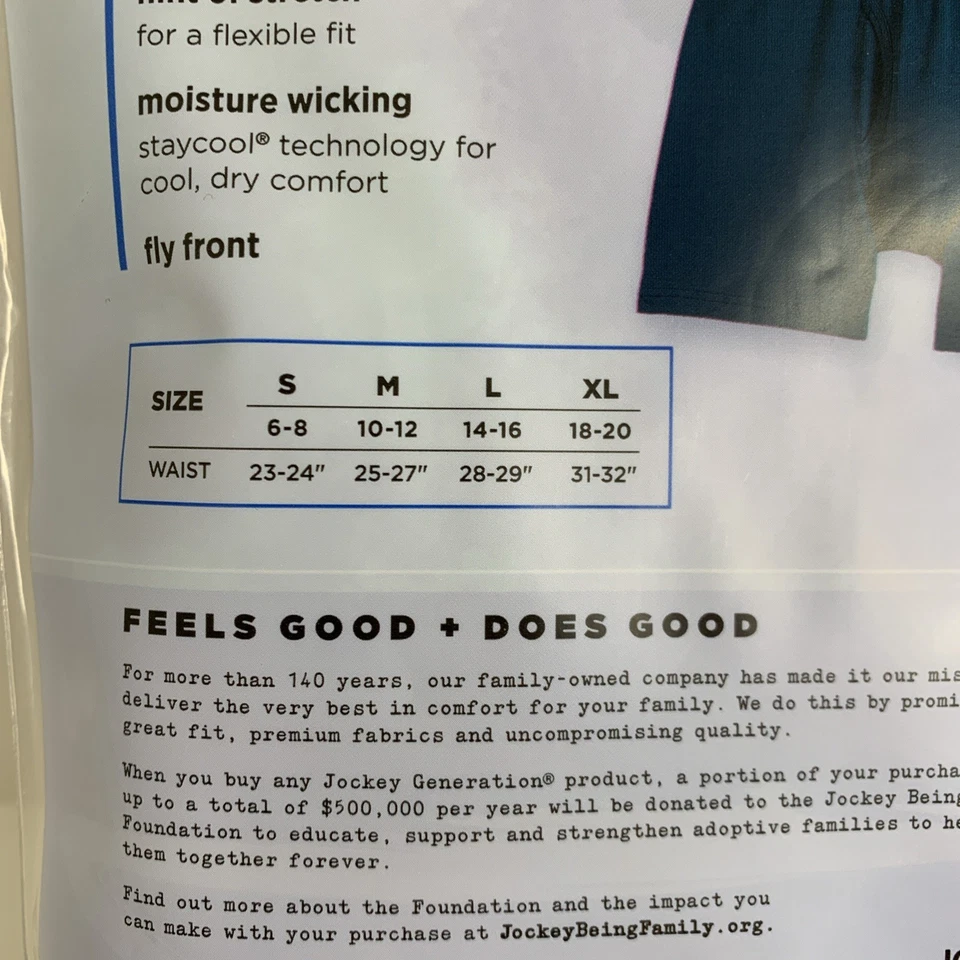 for a flexible fit
moisture wicking
staycool® technology for
cool, dry comfort
fly front
SIZE S M L XL
6-8 10-12 14-16 18-20
WAIST 23-24" 25-27" 28-29" 31-32"
FEELS GOOD + DOES GOOD
For more than 140 years, our family-owned company has made it our mis
deliver the very best in comfort for your family. We do this by promi
great fit, premium fabrics and uncompromising quality.
When you buy any Jockey Generation® product, a portion of your purcha
up to a total of $500,000 per year will be donated to the Jockey Being
Foundation to educate, support and strengthen adoptive families to he
them together forever.
Find out more about the Foundation and the impact you
can make with your purchase at JockeyBeingFamily.org.